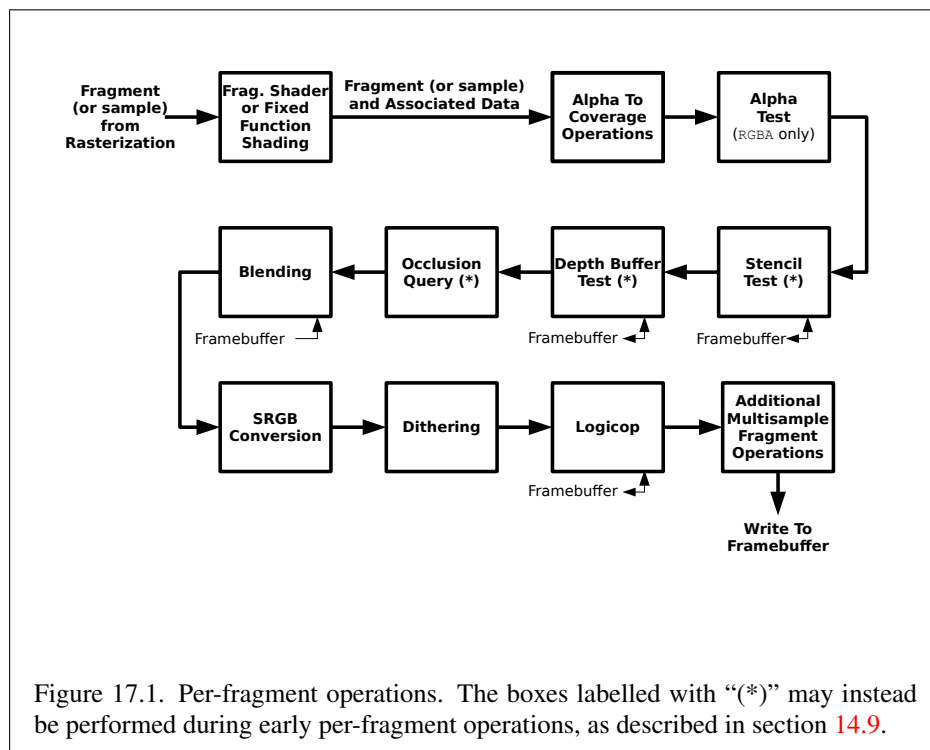 Fragment
(or sample)
from
Rasterization
Frag. Shader
or Fixed
Function
Shading
Fragment (or sample)
and Associated Data
Alpha To
Coverage
Operations
Alpha
Test
(RGBA only)
Blending
Occlusion
Query (*)
Depth Buffer
Test (*)
Stencil
Test (*)
Framebuffer
Framebuffer
Framebuffer
SRGB
Conversion
Dithering
Logicop
Additional
Multisample
Fragment
Operations
Framebuffer
Write To
Framebuffer
Figure 17.1. Per-fragment operations. The boxes labelled with “(*)” may instead
be performed during early per-fragment operations, as described in section 14.9.